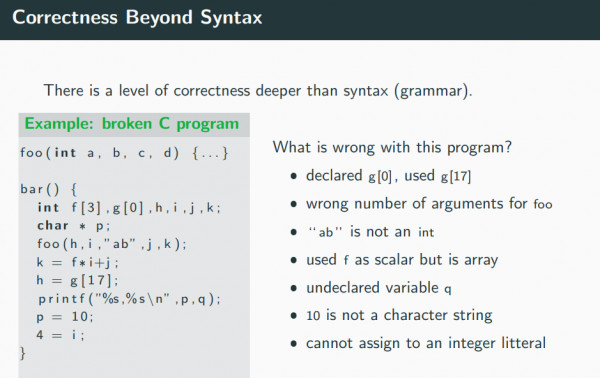 Correctness Beyond Syntax
There is a level of correctness deeper than syntax (grammar).
Example: broken C program
foo(int a, b, c, d) {...}
bar() {
int f[3],g[0],h,i,j,k;
char * p;
foo(h,i,"ab",j,k);
k = f*i+j;
h = g[17];
printf("%s,%s\n",p,q);
p = 10;
4 = i;
}
What is wrong with this program?
• declared g[0], used g[17]
• wrong number of arguments for foo
• ''ab'' is not an int
• used f as scalar but is array
• undeclared variable q
• 10 is not a character string
• cannot assign to an integer litteral